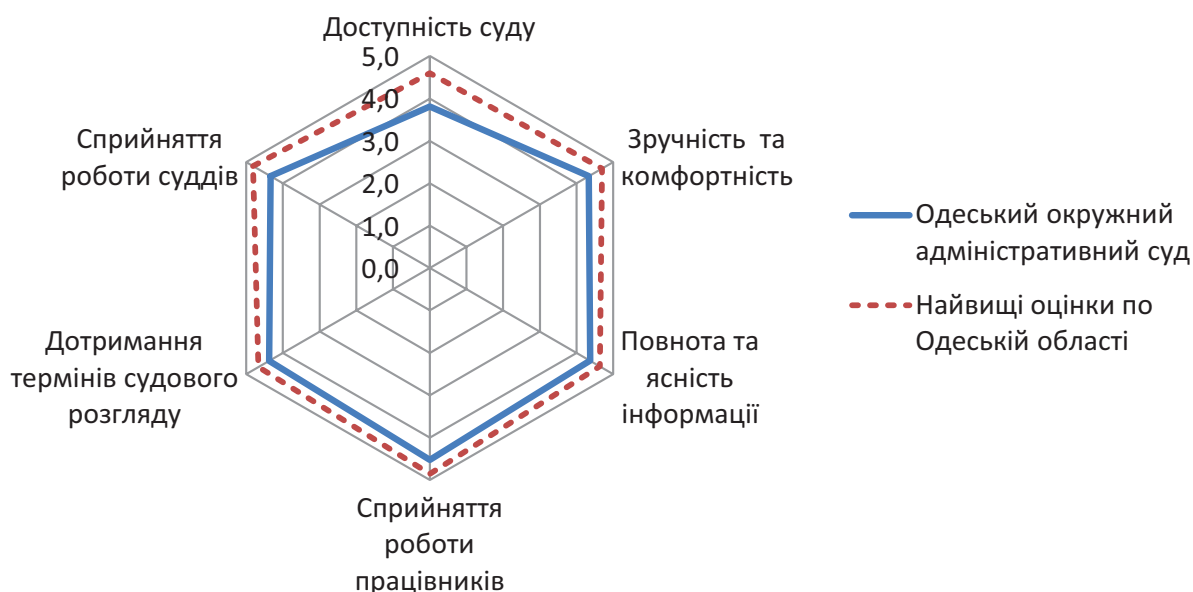 Доступність суду
5,0
4,0
3,0
2,0
1,0
0,0
Зручність та
комфортність
Повнота та
ясність
інформації
Сприйняття
роботи
працівників
Дотримання
термінів судового
розгляду
Сприйняття
роботи суддів
Одеський окружний
адміністративний суд
Найвищі оцінки по
Одеській області